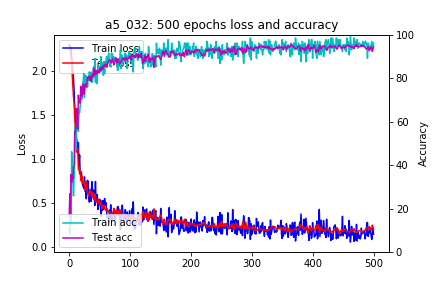 a5_032: 500 epochs loss and accuracy
Train loss
Test loss
2.0
1.5
1.0
0.5
0.0
Loss
100
80
60
40
20
0
Accuracy
Train acc
Test acc
0
100
200
300
400
500